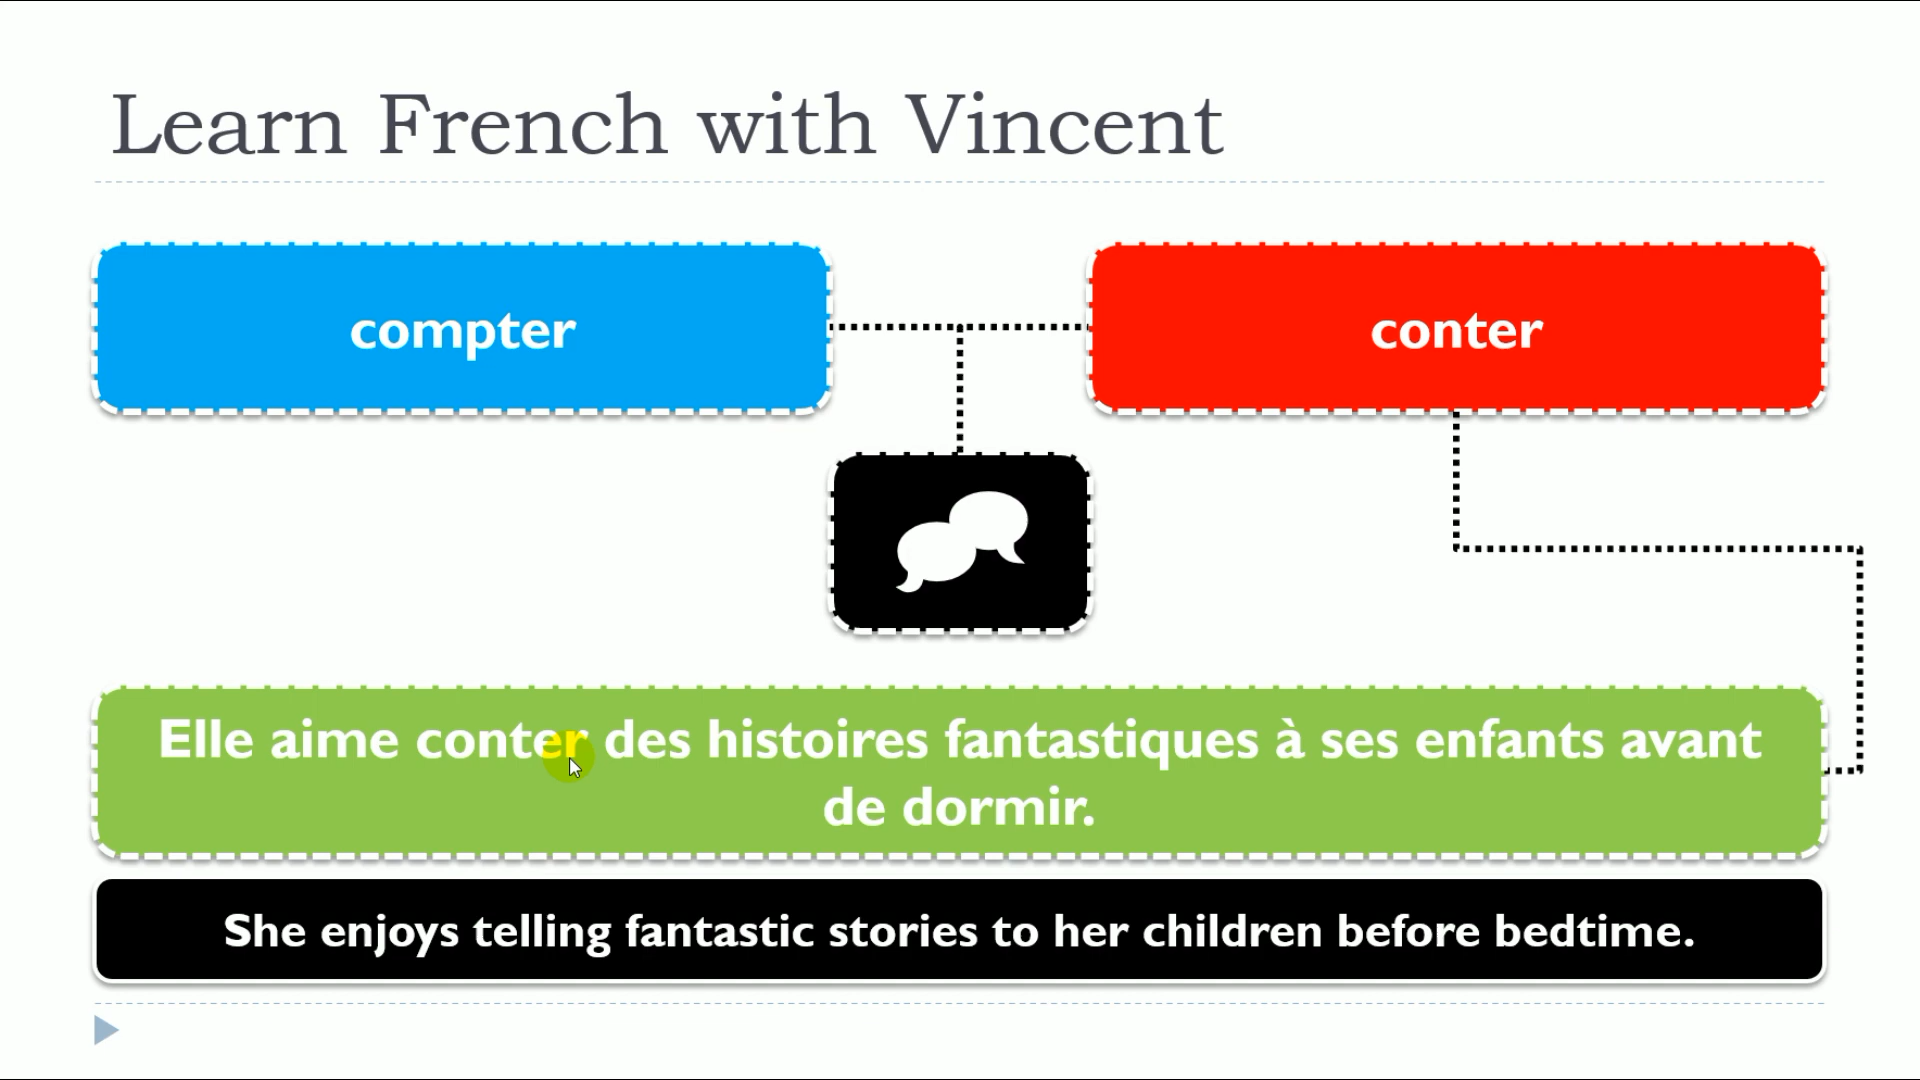 Learn French with Vincent
compter
conter
Elle aime conter des histoires fantastiques à ses enfants avant
de dormir.
She enjoys telling fantastic stories to her children before bedtime.